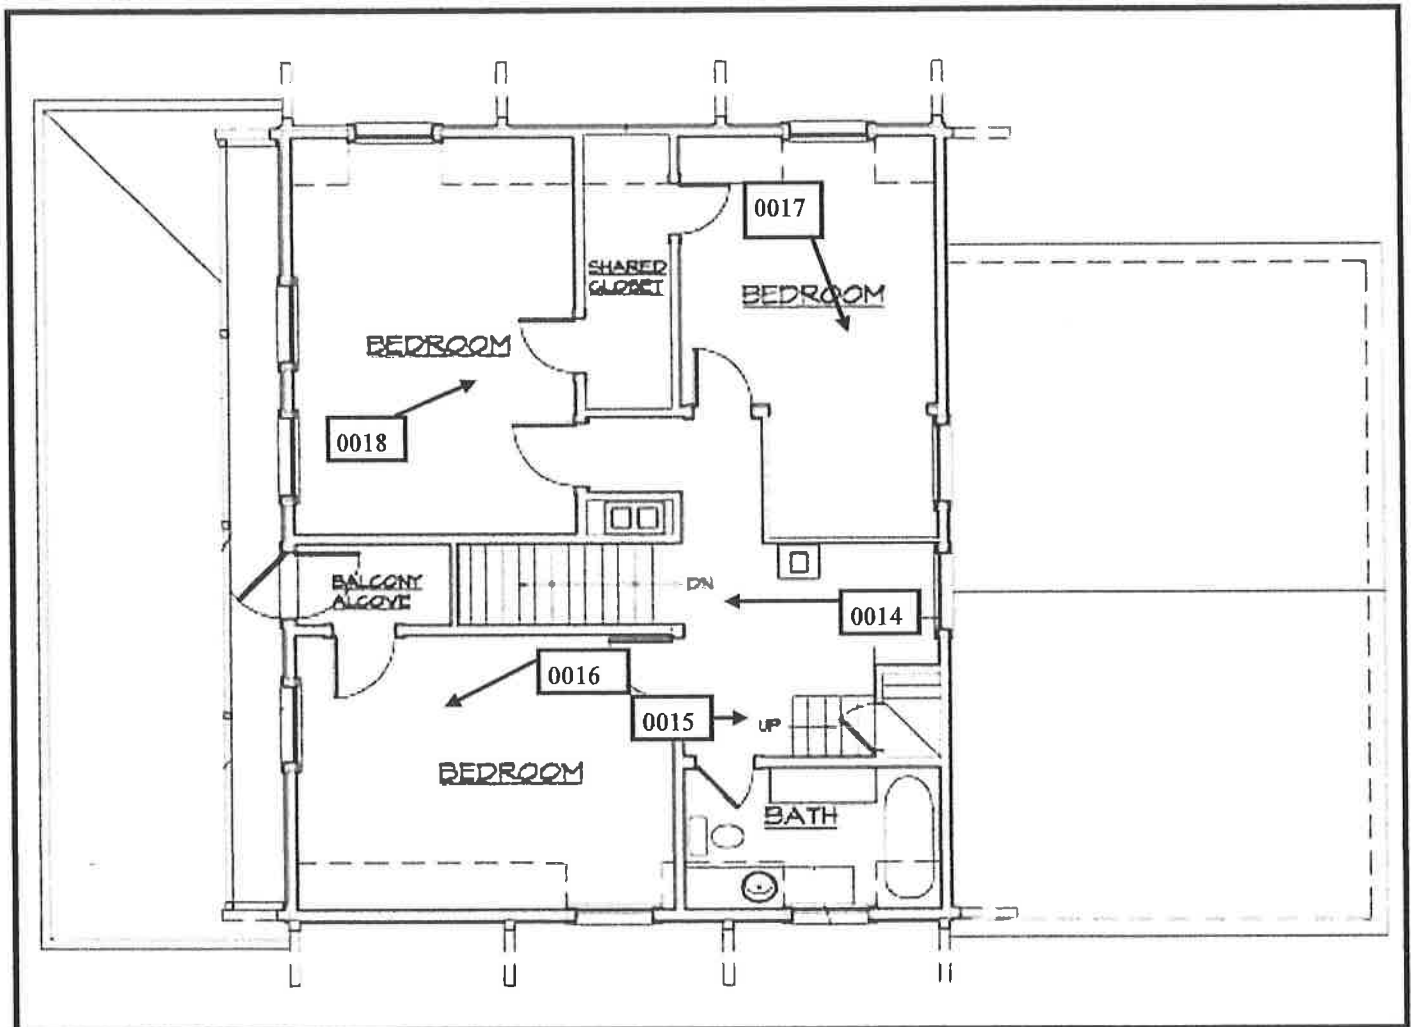 0017
SHARED
CLOSET
BEDROOM
BEDROOM
0018
BALCONY
ALCOVE
DN
0014
0016
0015
UP
BEDROOM
BATH